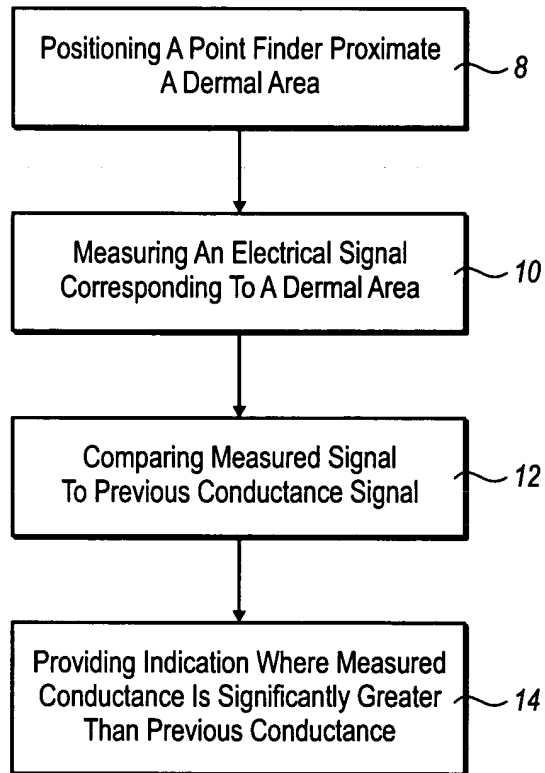 Positioning A Point Finder Proximate
A Dermal Area
8
Measuring An Electrical Signal
Corresponding To A Dermal Area
10
Comparing Measured Signal
To Previous Conductance Signal
12
Providing Indication Where Measured
Conductance Is Significantly Greater
Than Previous Conductance
14